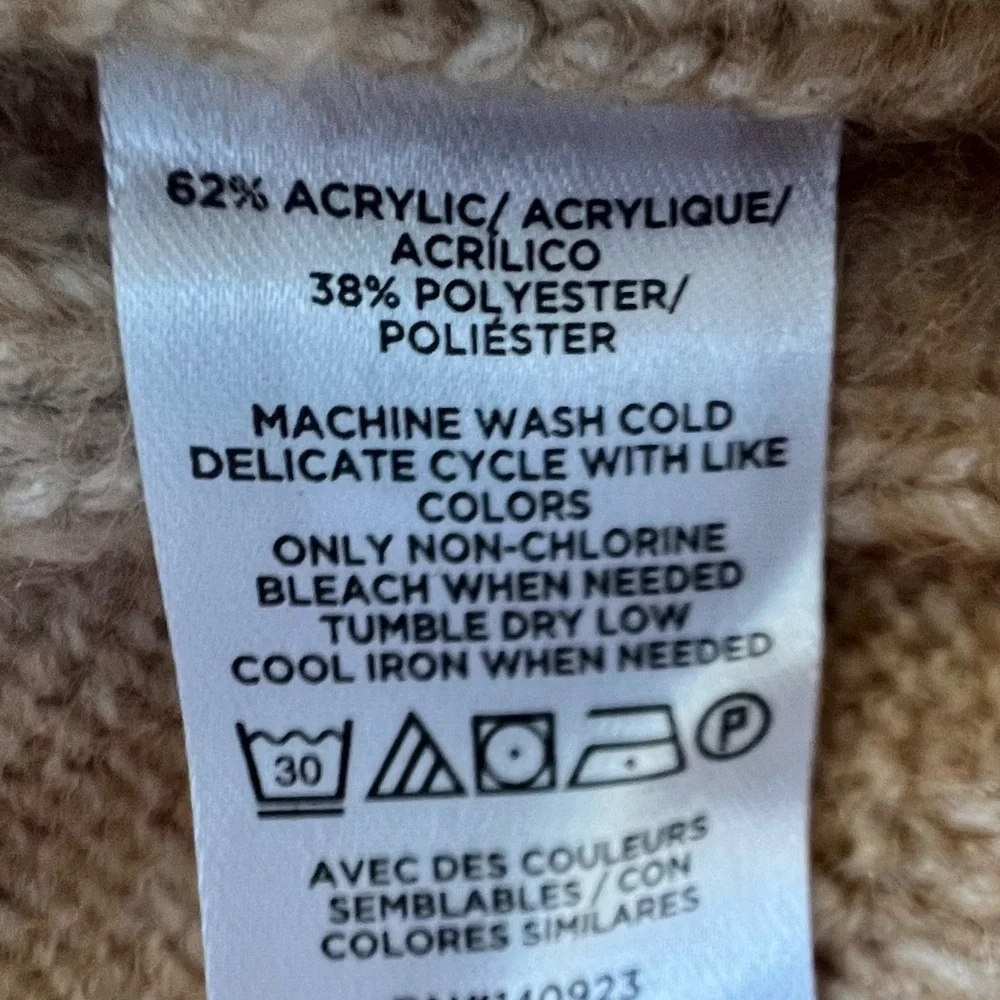 62% ACRYLIC/ ACRYLIQUE/
ACRÍLICO
38% POLYESTER/
POLIÉSTER
MACHINE WASH COLD
DELICATE CYCLE WITH LIKE
COLORS
ONLY NON-CHLORINE
BLEACH WHEN NEEDED
TUMBLE DRY LOW
COOL IRON WHEN NEEDED
30 P
AVEC DES COULEURS
SEMBLABLES / CON
COLORES SIMILARES